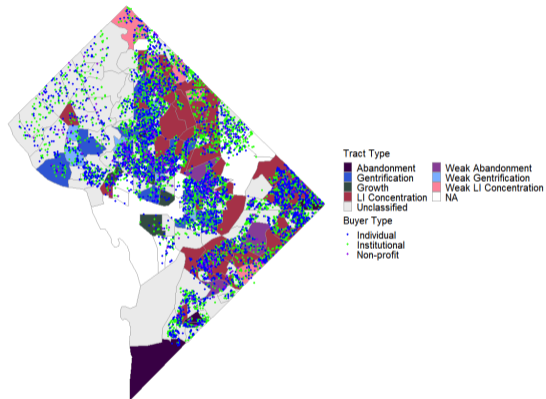 Tract Type
Abandonment Weak Abandonment
Gentrification Weak Gentrification
Growth Weak LI Concentration
LI Concentration NA
Unclassified
Buyer Type
Individual
Institutional
Non-profit